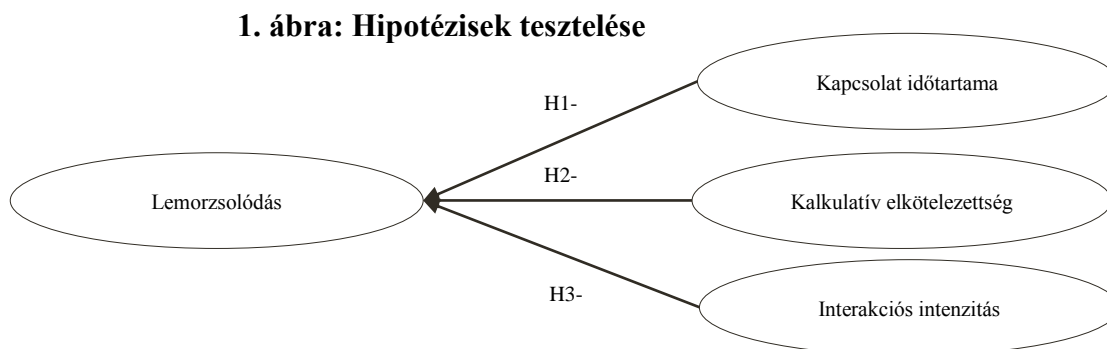 1. ábra: Hipotézisek tesztelése
Kapcsolat időtartama
H1-
H2-
Lemorzsolódás
Kalkulatív elkötelezettség
H3-
Interakciós intenzitás